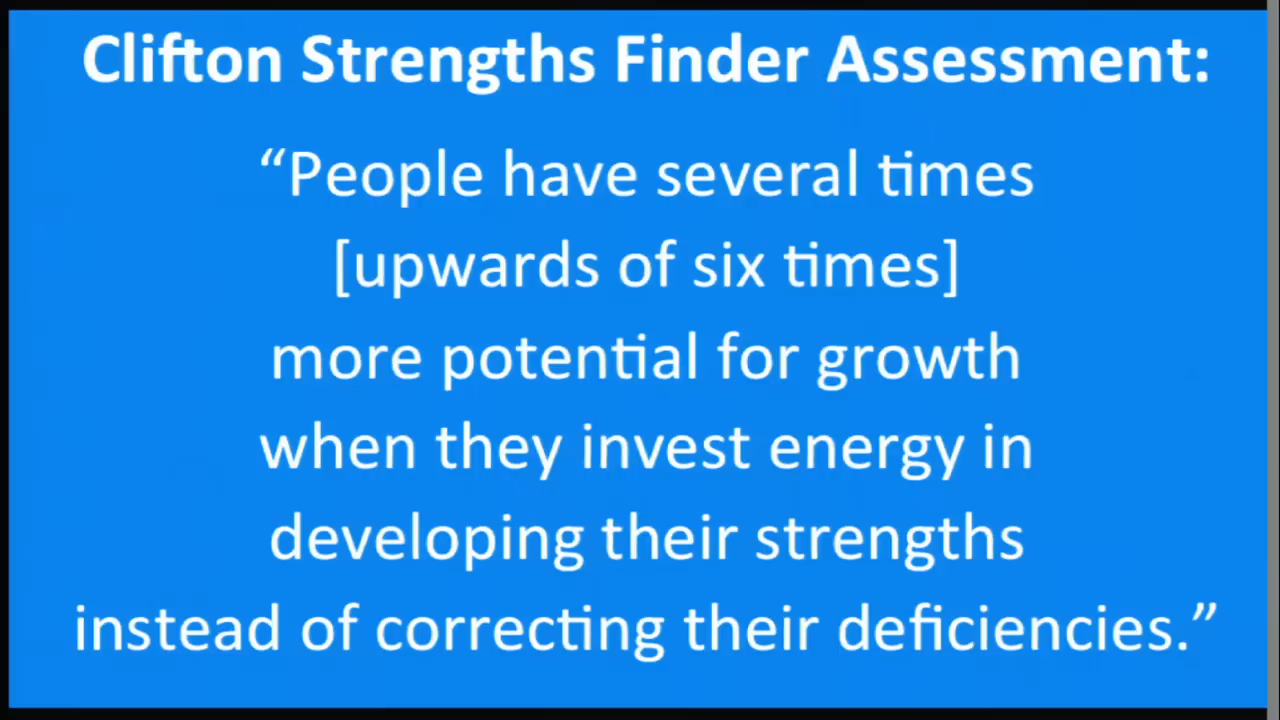 Clifton Strengths Finder Assessment:
“People have several times
[upwards of six times]
more potential for growth
when they invest energy in
developing their strengths
instead of correcting their deficiencies.”